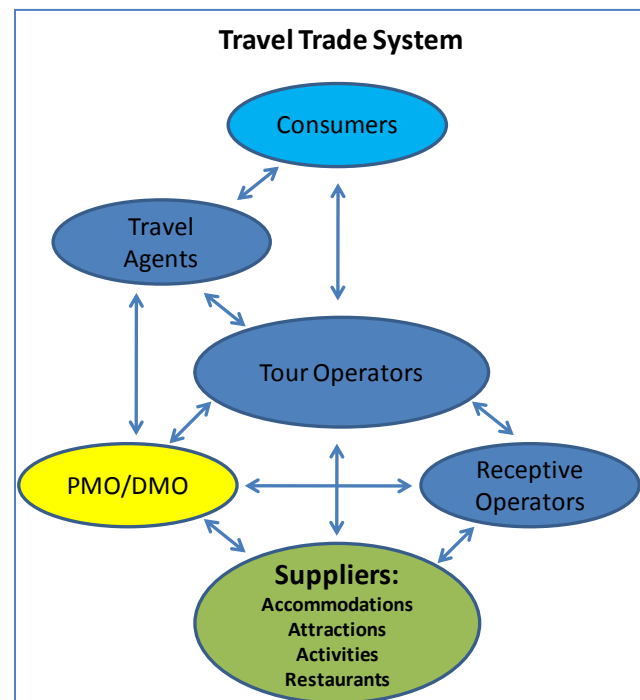 Travel Trade System
Consumers
Travel
Agents
Tour Operators
PMO/DMO
Receptive
Operators
Suppliers:
Accommodations
Attractions
Activities
Restaurants